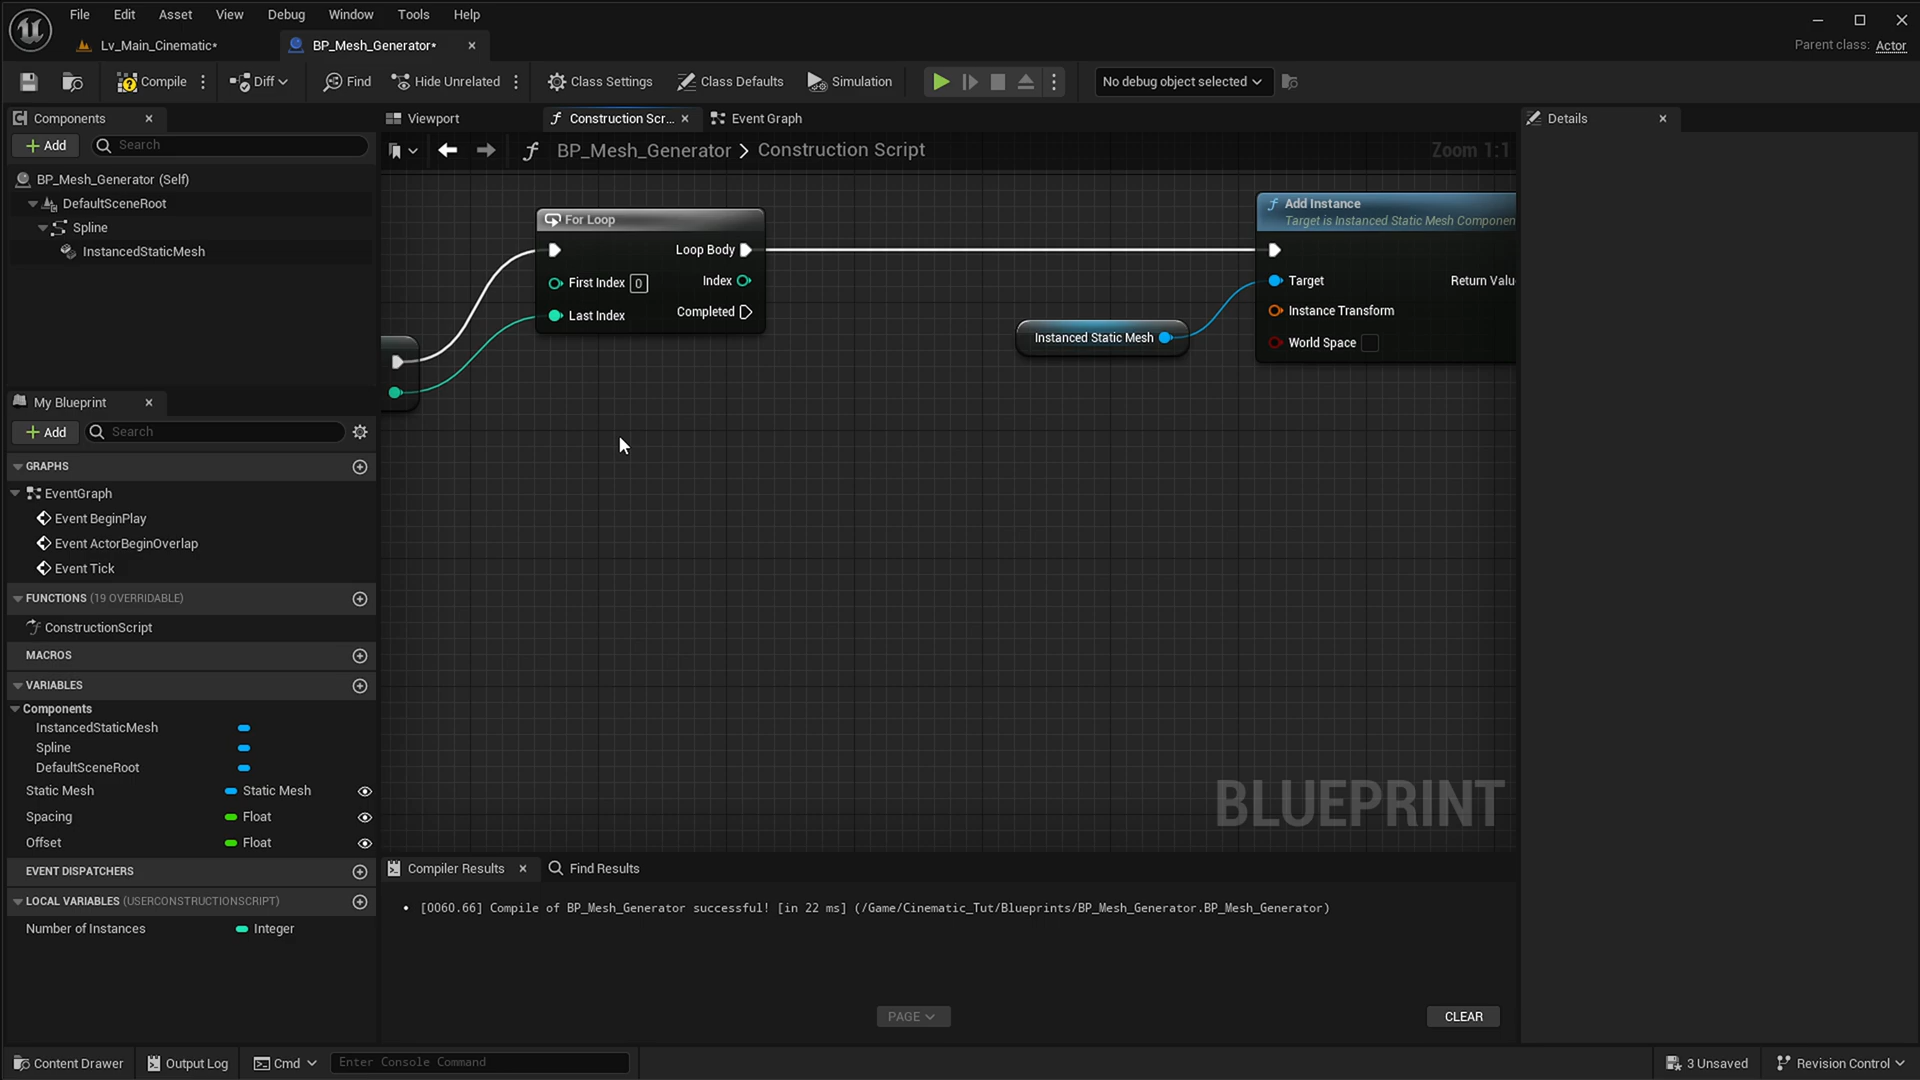 File Edit Asset View Debug Window Tools Help
Lv_Main_Cinematic*
BP_Mesh_Generator*
Parent class: Actor
Compile
Diff
Find
Hide Unrelated
Class Settings
Class Defaults
Simulation
No debug object selected
Components
Add
Search
BP_Mesh_Generator (Self)
DefaultSceneRoot
Spline
InstancedStaticMesh
My Blueprint
Add
Search
GRAPHS
EventGraph
Event BeginPlay
Event ActorBeginOverlap
Event Tick
FUNCTIONS (19 OVERRIDABLE)
ConstructionScript
MACROS
VARIABLES
Components
InstancedStaticMesh
Spline
DefaultSceneRoot
Static Mesh Static Mesh
Spacing Float
Offset Float
EVENT DISPATCHERS
LOCAL VARIABLES (USERCONSTRUCTIONSCRIPT)
Number of Instances Integer
Viewport
Construction Scr...
Event Graph
BP_Mesh_Generator > Construction Script
Zoom 1:1
For Loop
Loop Body
First Index 0
Index
Last Index
Completed
Instanced Static Mesh
Add Instance
Target is Instanced Static Mesh Componen
Target
Return Valu
Instance Transform
World Space
BLUEPRINT
Details
Compiler Results
Find Results
• [0060.66] Compile of BP_Mesh_Generator successful! [in 22 ms] (/Game/Cinematic_Tut/Blueprints/BP_Mesh_Generator.BP_Mesh_Generator)
PAGE
CLEAR
Content Drawer
Output Log
Cmd
Enter Console Command
3 Unsaved
Revision Control